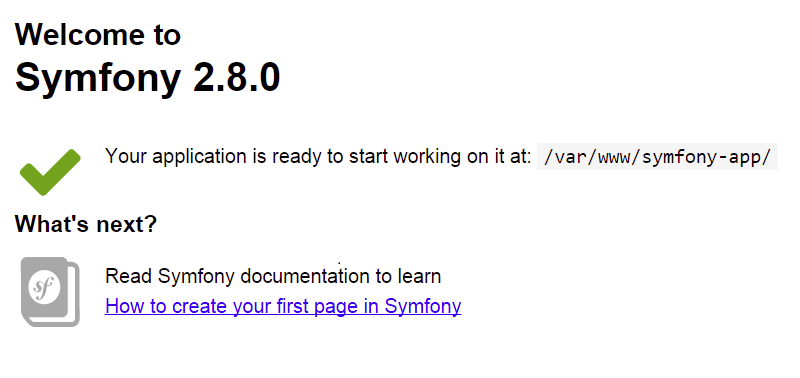 Welcome to
Symfony 2.8.0
Your application is ready to start working on it at: /var/www/symfony-app/
What's next?
sf
Read Symfony documentation to learn
How to create your first page in Symfony